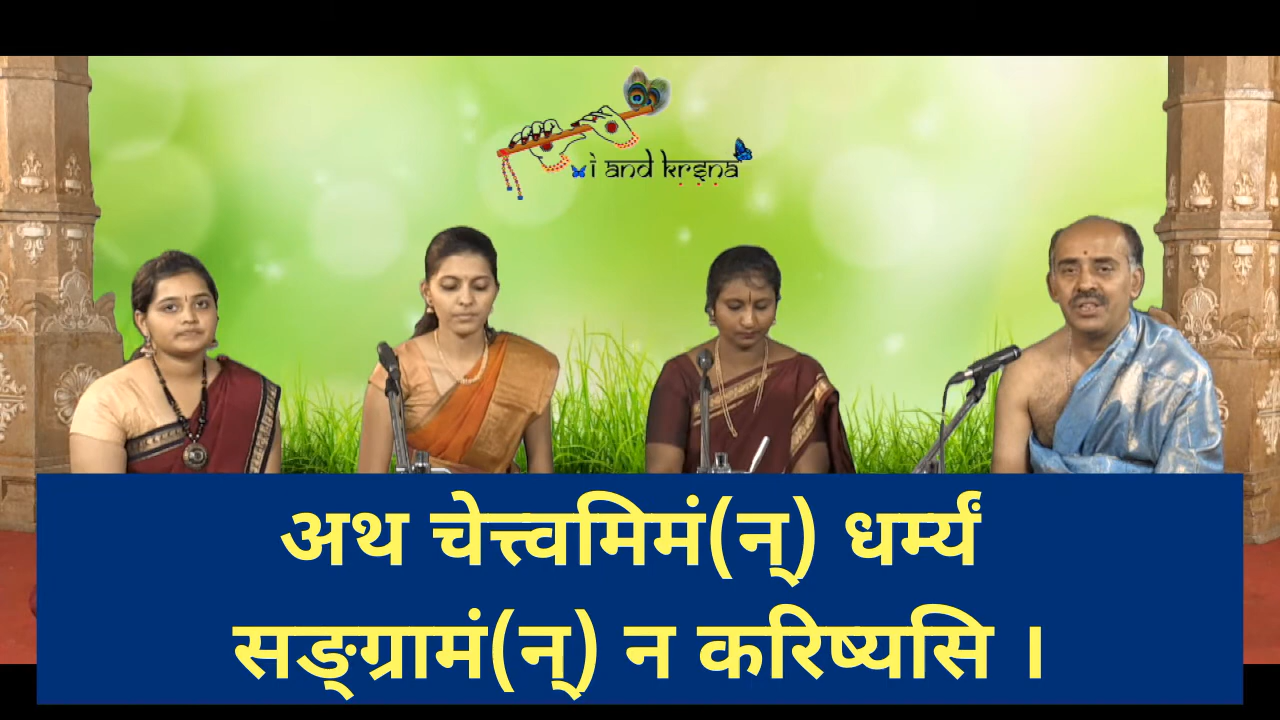 i and krsna
अथ चेत्त्वमिमं(न्) धर्म्यं
सङ्ग्रामं(न्) न करिष्यसि ।